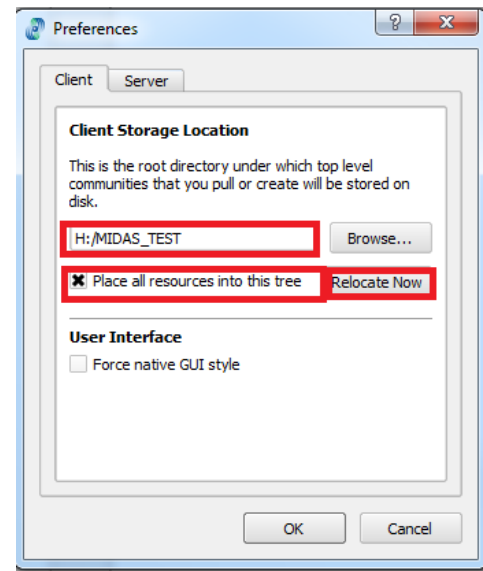 Preferences
Client Server
Client Storage Location
This is the root directory under which top level
communities that you pull or create will be stored on
disk.
H:/MIDAS_TEST Browse...
Place all resources into this tree Relocate Now
User Interface
Force native GUI style
OK Cancel